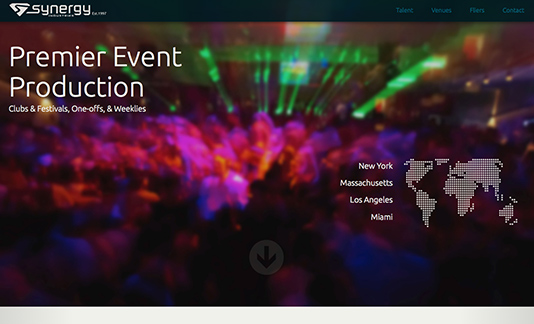 synergy
Est. 1997
Talent Venues Fliers Contact
Premier Event
Production
Clubs & Festivals, One-offs, & Weeklies
New York
Massachusetts
Los Angeles
Miami